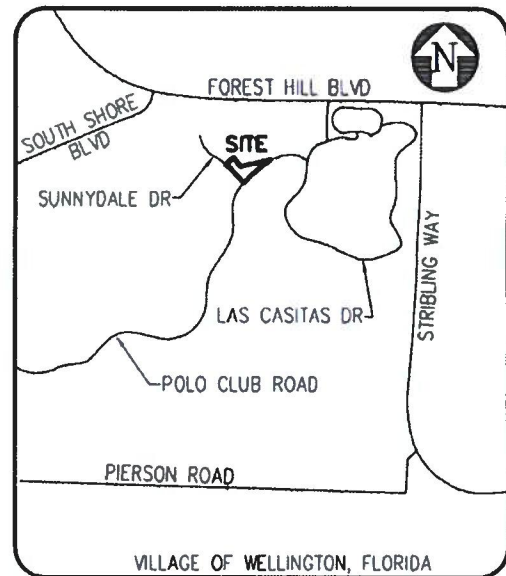 N
FOREST HILL BLVD
SOUTH SHORE
BLVD
SITE
SUNNYDALE DR
STRIBLING WAY
LAS CASITAS DR
POLO CLUB ROAD
PIERSON ROAD
VILLAGE OF WELLINGTON, FLORIDA